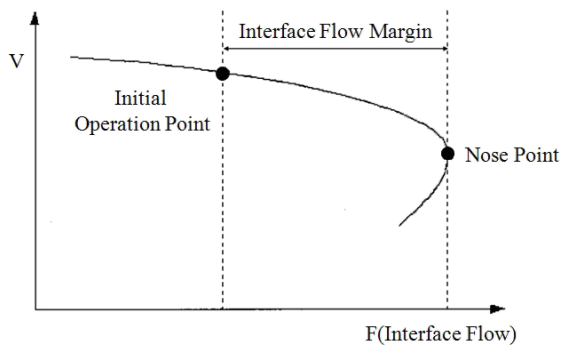 Interface Flow Margin
V
Initial
Operation Point
Nose Point
F(Interface Flow)